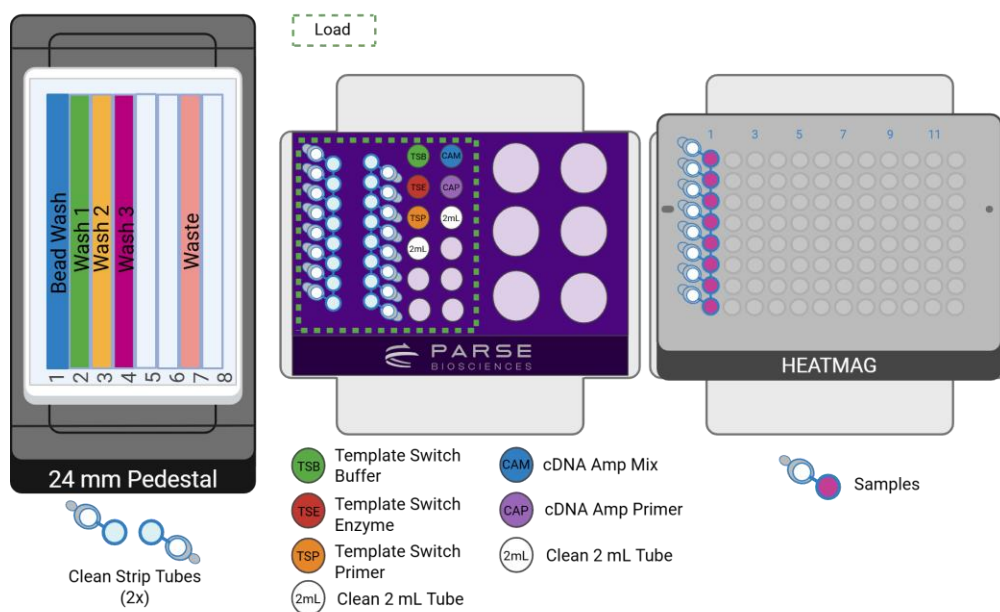 Load
Bead Wash
Wash 1
Wash 2
Wash 3
Waste
1 2 3 4 5 6 7 8
24 mm Pedestal
Clean Strip Tubes
(2x)
TSB CAM
TSE CAP
TSP 2mL
2mL
PARSE
BIOSCIENCES
1 3 5 7 9 11
HEATMAG
TSB Template Switch
Buffer
TSE Template Switch
Enzyme
TSP Template Switch
Primer
2mL Clean 2 mL Tube
CAM cDNA Amp Mix
CAP cDNA Amp Primer
2mL Clean 2 mL Tube
Samples